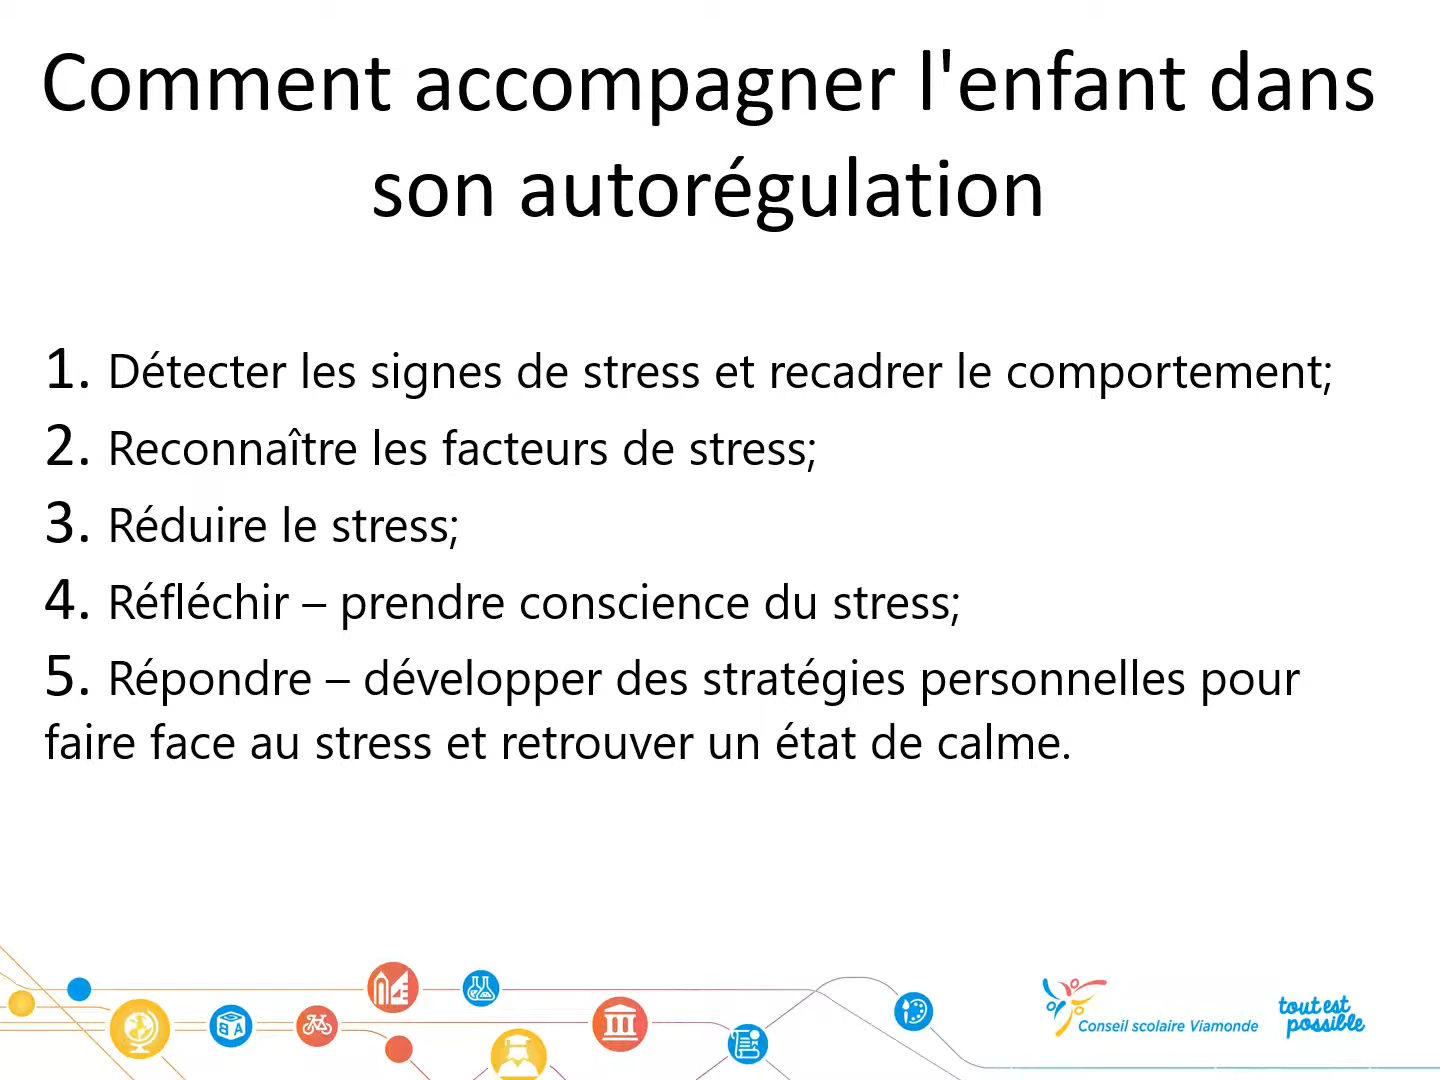 Comment accompagner l'enfant dans
son autorégulation
1. Détecter les signes de stress et recadrer le comportement;
2. Reconnaître les facteurs de stress;
3. Réduire le stress;
4. Réfléchir – prendre conscience du stress;
5. Répondre – développer des stratégies personnelles pour
faire face au stress et retrouver un état de calme.
Conseil scolaire Viamonde
tout est
possible